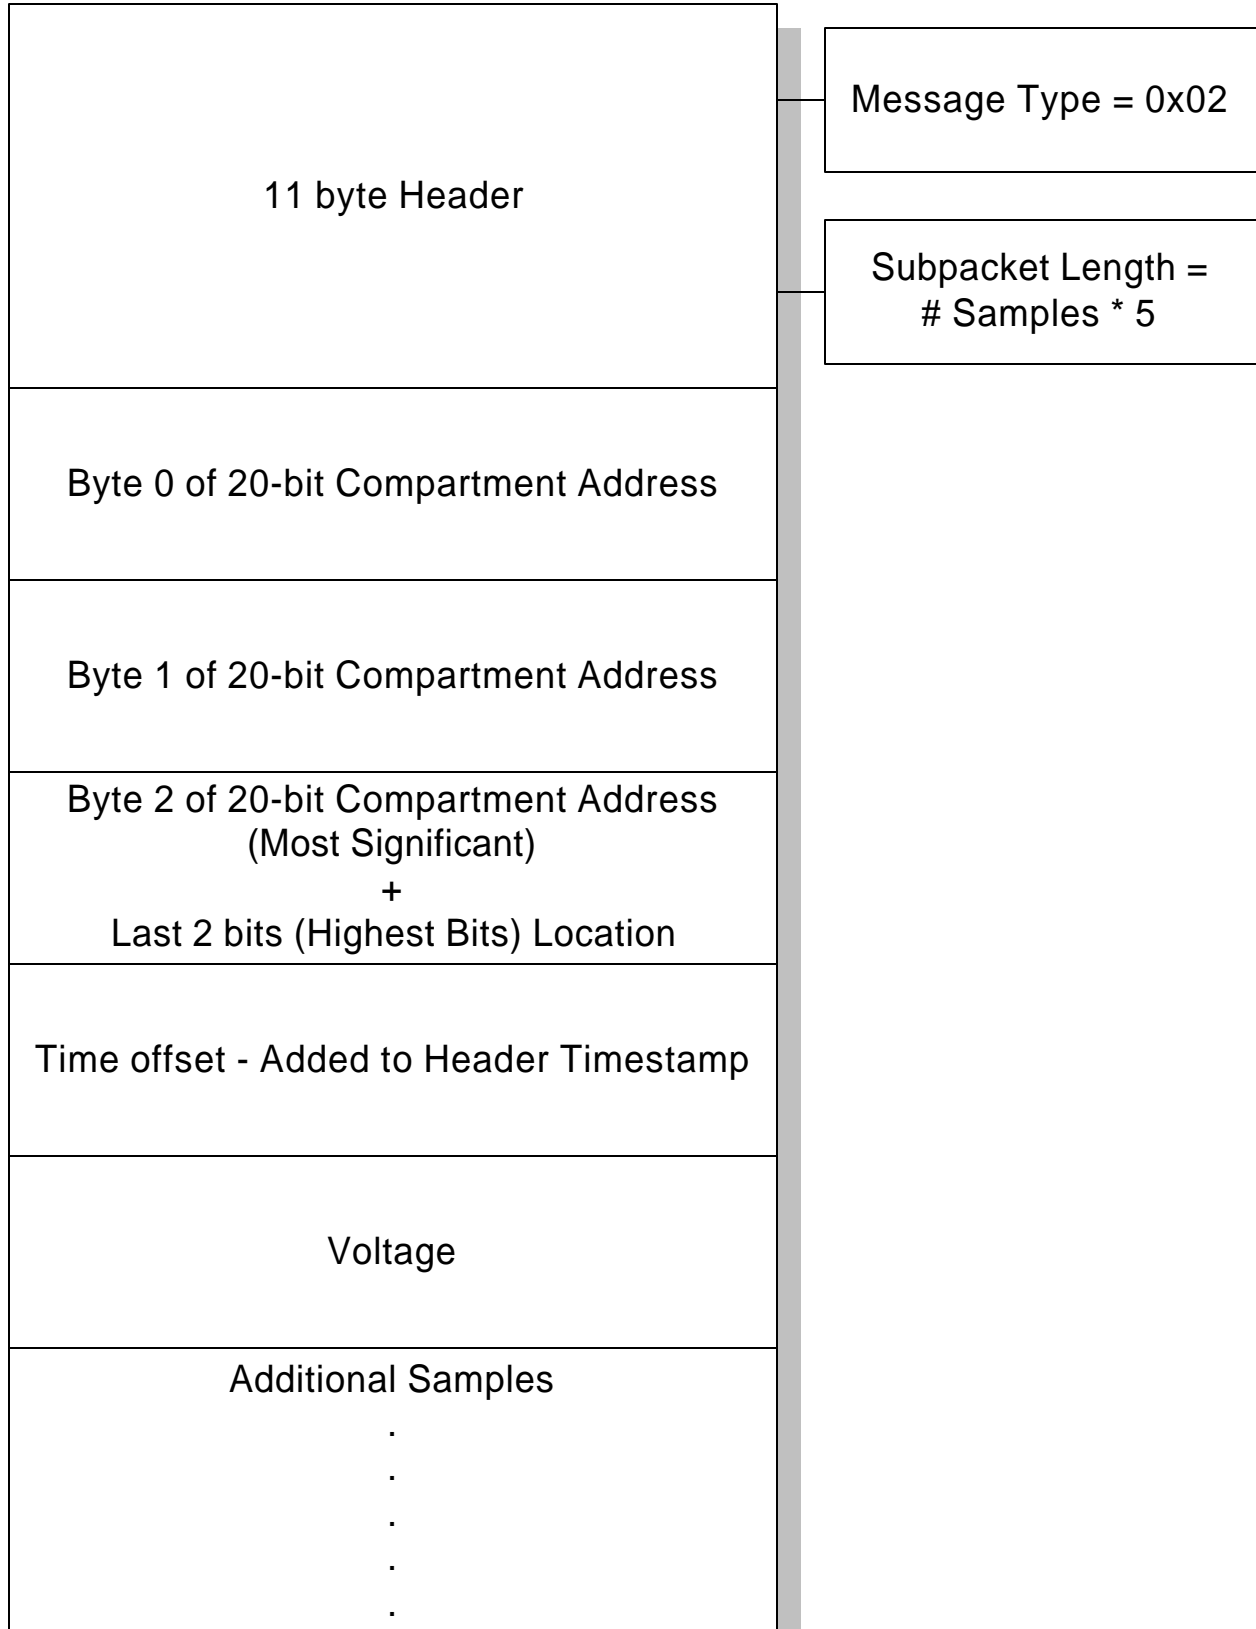 11 byte Header
Message Type = 0x02
Subpacket Length =
# Samples * 5
Byte 0 of 20-bit Compartment Address
Byte 1 of 20-bit Compartment Address
Byte 2 of 20-bit Compartment Address
(Most Significant)
+
Last 2 bits (Highest Bits) Location
Time offset - Added to Header Timestamp
Voltage
Additional Samples
.
.
.
.
.